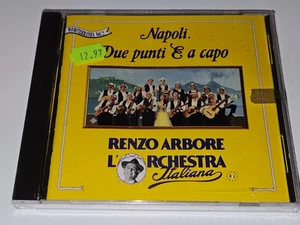 Napoli.
Due punti E a capo
12.97
RENZO ARBORE
L'ORCHESTRA
Italiana